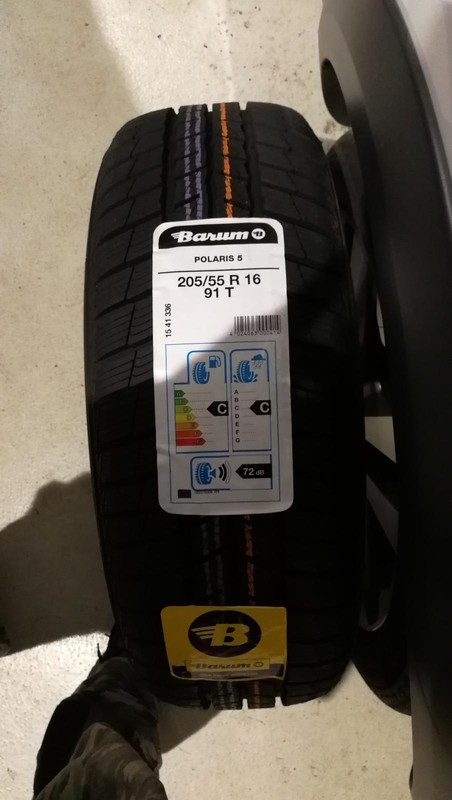 Barum B
POLARIS 5
205/55 R 16
91 T
15 41 336
A
B
C
D
E
F
G
C
C
72 dB
B
Barum